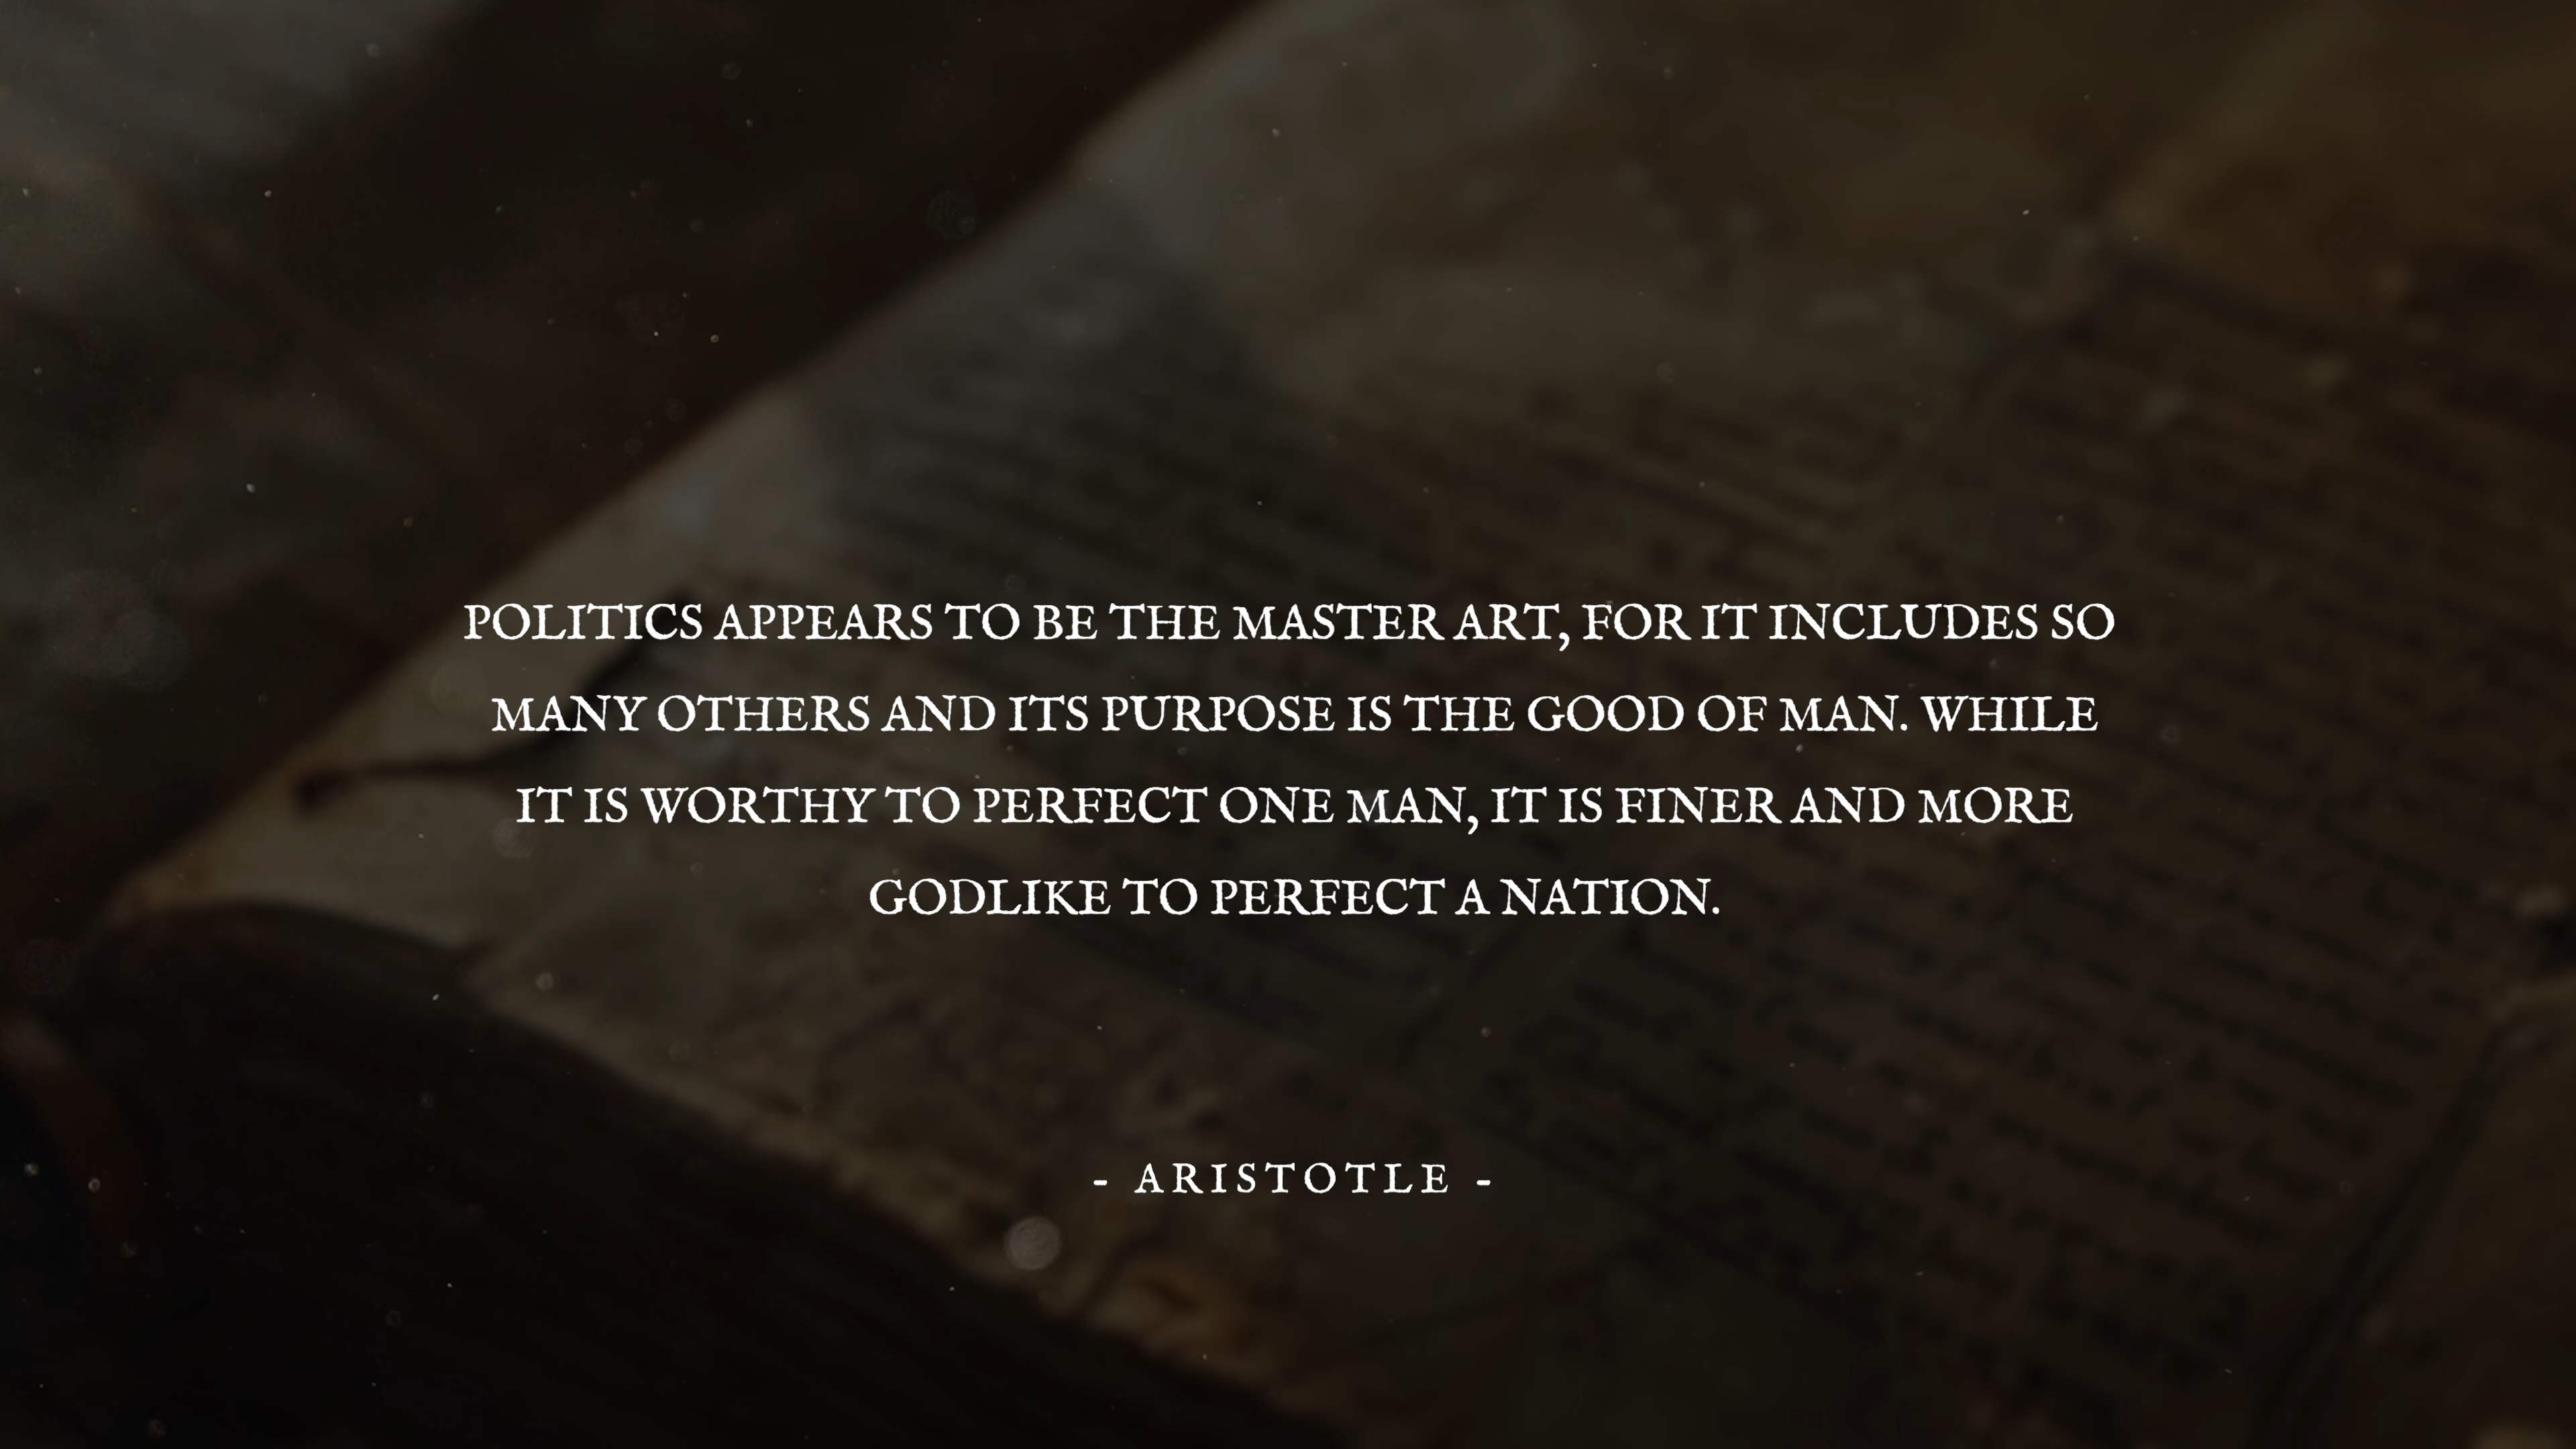 POLITICS APPEARS TO BE THE MASTER ART, FOR IT INCLUDES SO
MANY OTHERS AND ITS PURPOSE IS THE GOOD OF MAN. WHILE
IT IS WORTHY TO PERFECT ONE MAN, IT IS FINER AND MORE
GODLIKE TO PERFECT A NATION.
- ARISTOTLE -